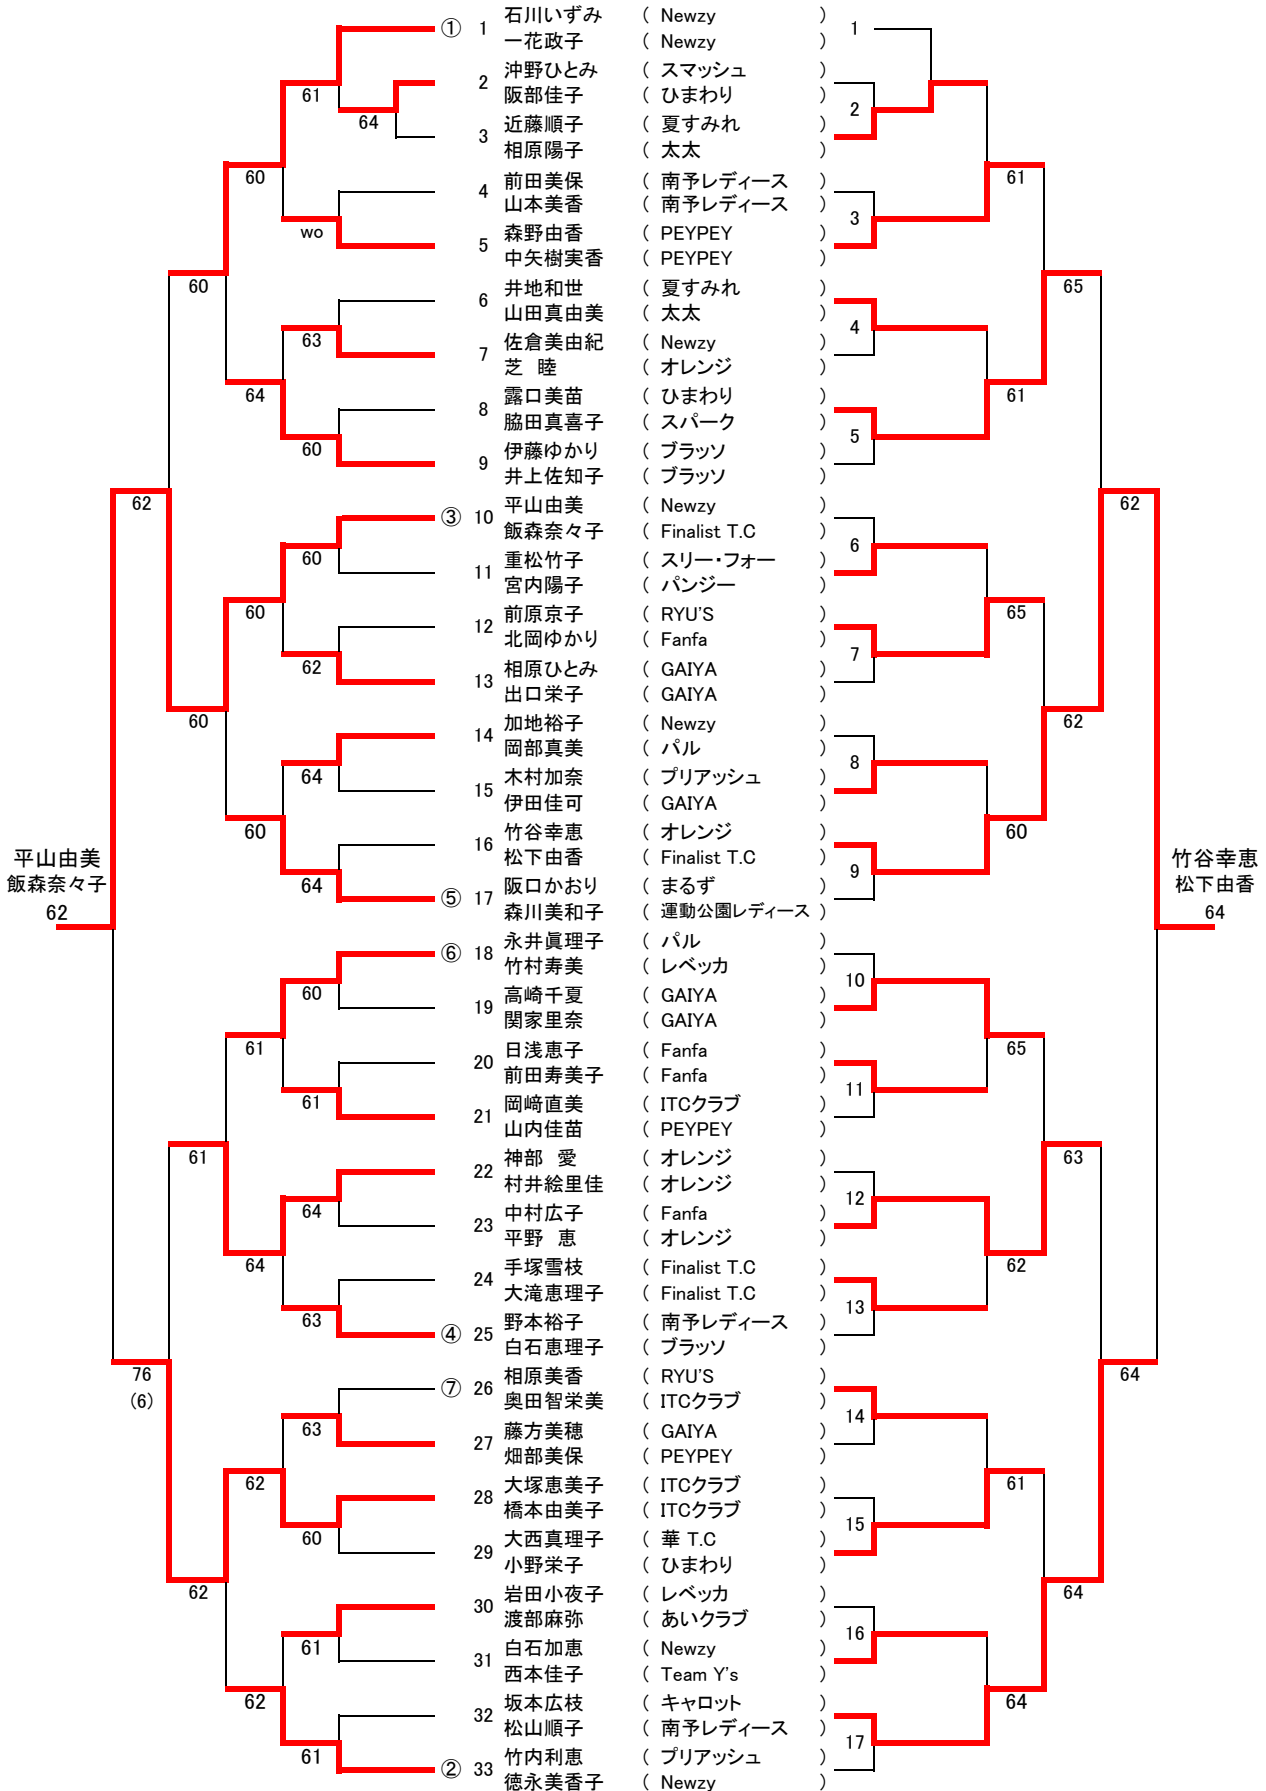 ① 1 石川いずみ ( Newzy ) 1
一花政子 ( Newzy )
2 沖野ひとみ ( スマッシュ )
61 阪部佳子 ( ひまわり ) 2
64 3 近藤順子 ( 夏すみれ )
相原陽子 ( 太太 )
60 4 前田美保 ( 南予レディース ) 61
山本美香 ( 南予レディース ) 3
wo 5 森野由香 ( PEYPEY )
中矢樹実香 ( PEYPEY )
60 6 井地和世 ( 夏すみれ ) 65
山田真由美 ( 太太 ) 4
63 7 佐倉美由紀 ( Newzy )
芝 睦 ( オレンジ )
64 8 露口美苗 ( ひまわり ) 61
脇田真喜子 ( スパーク ) 5
60 9 伊藤ゆかり ( ブラッソ )
井上佐知子 ( ブラッソ )
62 ③ 10 平山由美 ( Newzy ) 62
飯森奈々子 ( Finalist T.C ) 6
60 11 重松竹子 ( スリー・フォー )
宮内陽子 ( パンジー )
60 12 前原京子 ( RYU'S ) 65
北岡ゆかり ( Fanfa ) 7
62 13 相原ひとみ ( GAIYA )
出口栄子 ( GAIYA )
60 14 加地裕子 ( Newzy ) 62
岡部真美 ( パル ) 8
64 15 木村加奈 ( プリアッシュ )
伊田佳可 ( GAIYA )
60 16 竹谷幸恵 ( オレンジ ) 60
松下由香 ( Finalist T.C ) 9
64 ⑤ 17 阪口かおり ( まるず )
森川美和子 ( 運動公園レディース )
平山由美
飯森奈々子
62
竹谷幸恵
松下由香
64
⑥ 18 永井眞理子 ( パル )
竹村寿美 ( レベッカ ) 10
60 19 高崎千夏 ( GAIYA )
関家里奈 ( GAIYA )
61 20 日浅恵子 ( Fanfa ) 65
前田寿美子 ( Fanfa ) 11
61 21 岡﨑直美 ( ITCクラブ )
山内佳苗 ( PEYPEY )
61 22 神部 愛 ( オレンジ ) 63
村井絵里佳 ( オレンジ ) 12
64 23 中村広子 ( Fanfa )
平野 恵 ( オレンジ )
64 24 手塚雪枝 ( Finalist T.C ) 62
大滝恵理子 ( Finalist T.C ) 13
63 ④ 25 野本裕子 ( 南予レディース )
白石恵理子 ( ブラッソ )
76 ⑦ 26 相原美香 ( RYU'S ) 64
(6) 奥田智栄美 ( ITCクラブ ) 14
63 27 藤方美穂 ( GAIYA )
畑部美保 ( PEYPEY )
62 28 大塚恵美子 ( ITCクラブ ) 61
橋本由美子 ( ITCクラブ ) 15
60 29 大西真理子 ( 華 T.C )
小野栄子 ( ひまわり )
62 30 岩田小夜子 ( レベッカ ) 64
渡部麻弥 ( あいクラブ ) 16
61 31 白石加恵 ( Newzy )
西本佳子 ( Team Y's )
62 32 坂本広枝 ( キャロット ) 64
松山順子 ( 南予レディース ) 17
61 ② 33 竹内利恵 ( プリアッシュ )
徳永美香子 ( Newzy )